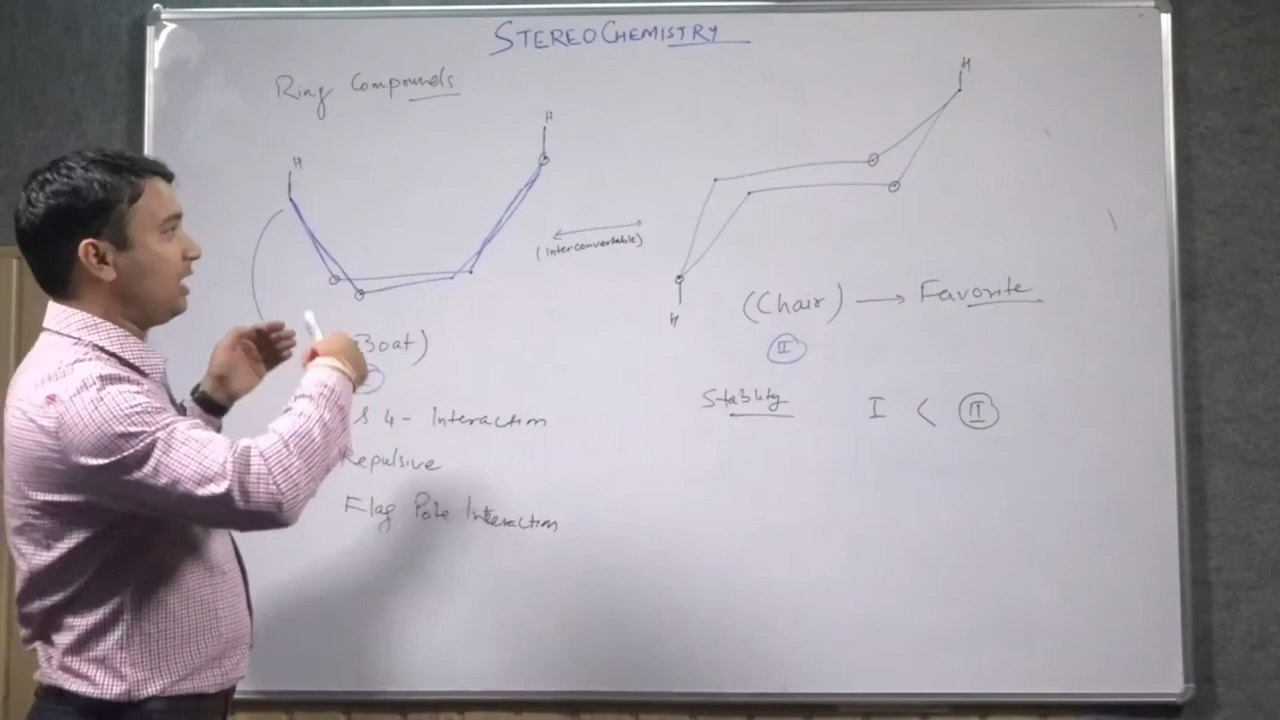 STEREOCHEMISTRY
Ring Compounds
H
H
H
(Interconvertable)
H
(Chair) → Favorite
II
Boat)
Stability I < II
4 - Interaction
Repulsive
Flag Pole Interaction